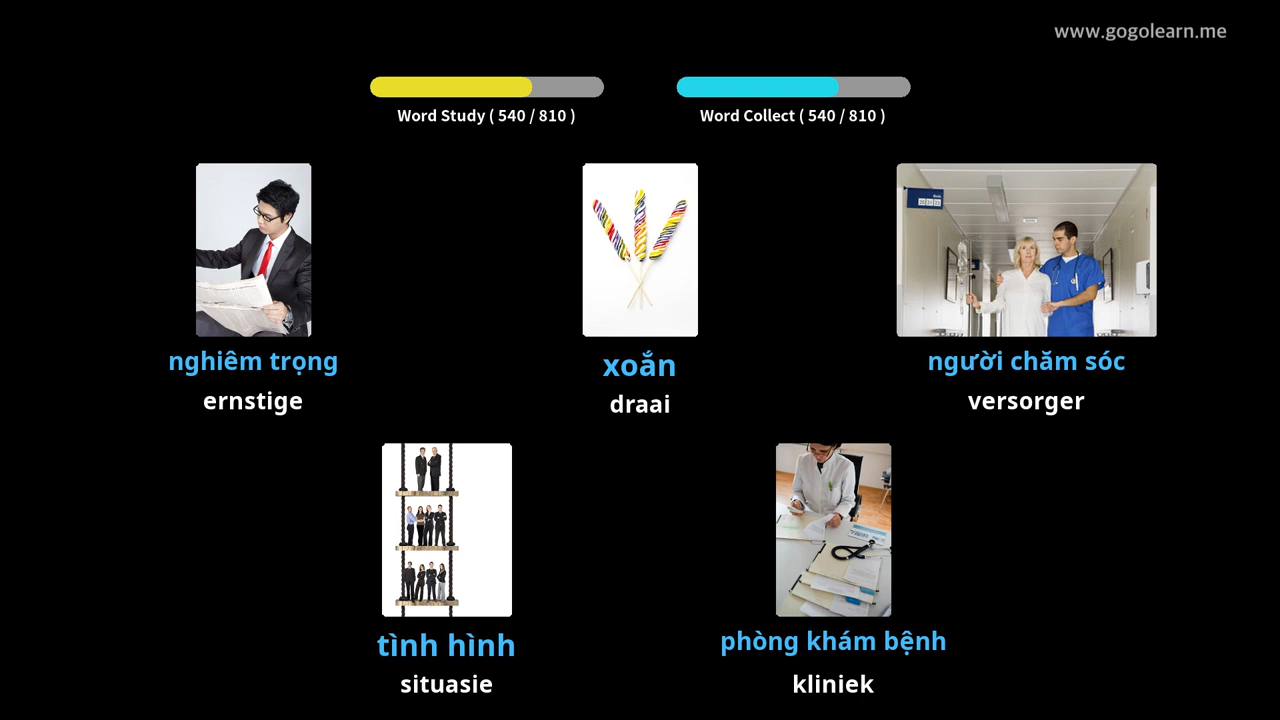 www.gogolearn.me
Word Study ( 540 / 810 )
Word Collect ( 540 / 810 )
nghiêm trọng
ernstige
xoắn
draai
người chăm sóc
versorger
tình hình
situasie
phòng khám bệnh
kliniek